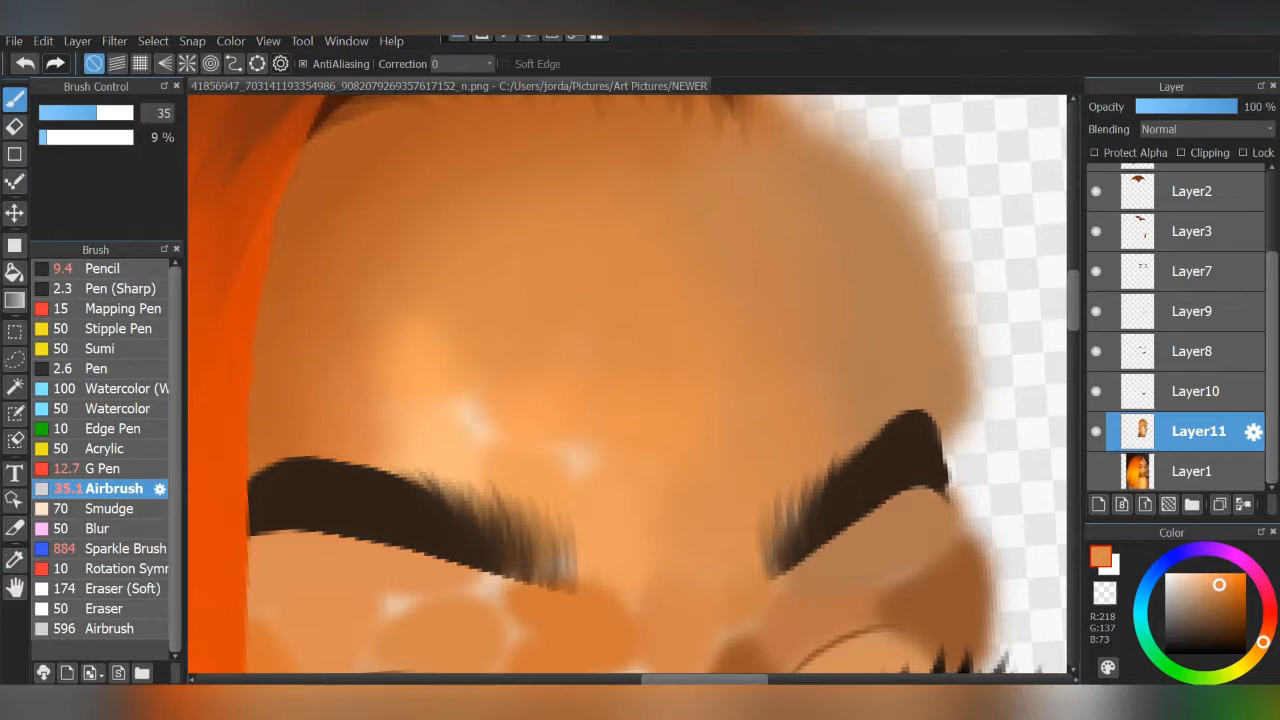 File Edit Layer Filter Select Snap Color View Tool Window Help
AntiAliasing Correction 0 Soft Edge
Brush Control
41856947_703141193354986_9082079269357617152_n.png - C:/Users/jorda/Pictures/Art Pictures/NEWER
Layer
35
9 %
Opacity 100 %
Blending Normal
Protect Alpha Clipping Lock
Layer2
Layer3
Layer7
Layer9
Layer8
Layer10
Layer11
Layer1
Brush
9.4 Pencil
2.3 Pen (Sharp)
15 Mapping Pen
50 Stipple Pen
50 Sumi
2.6 Pen
100 Watercolor (W
50 Watercolor
10 Edge Pen
50 Acrylic
12.7 G Pen
35.1 Airbrush
70 Smudge
50 Blur
884 Sparkle Brush
10 Rotation Symr
174 Eraser (Soft)
50 Eraser
596 Airbrush
Color
R:218
G:137
B:73